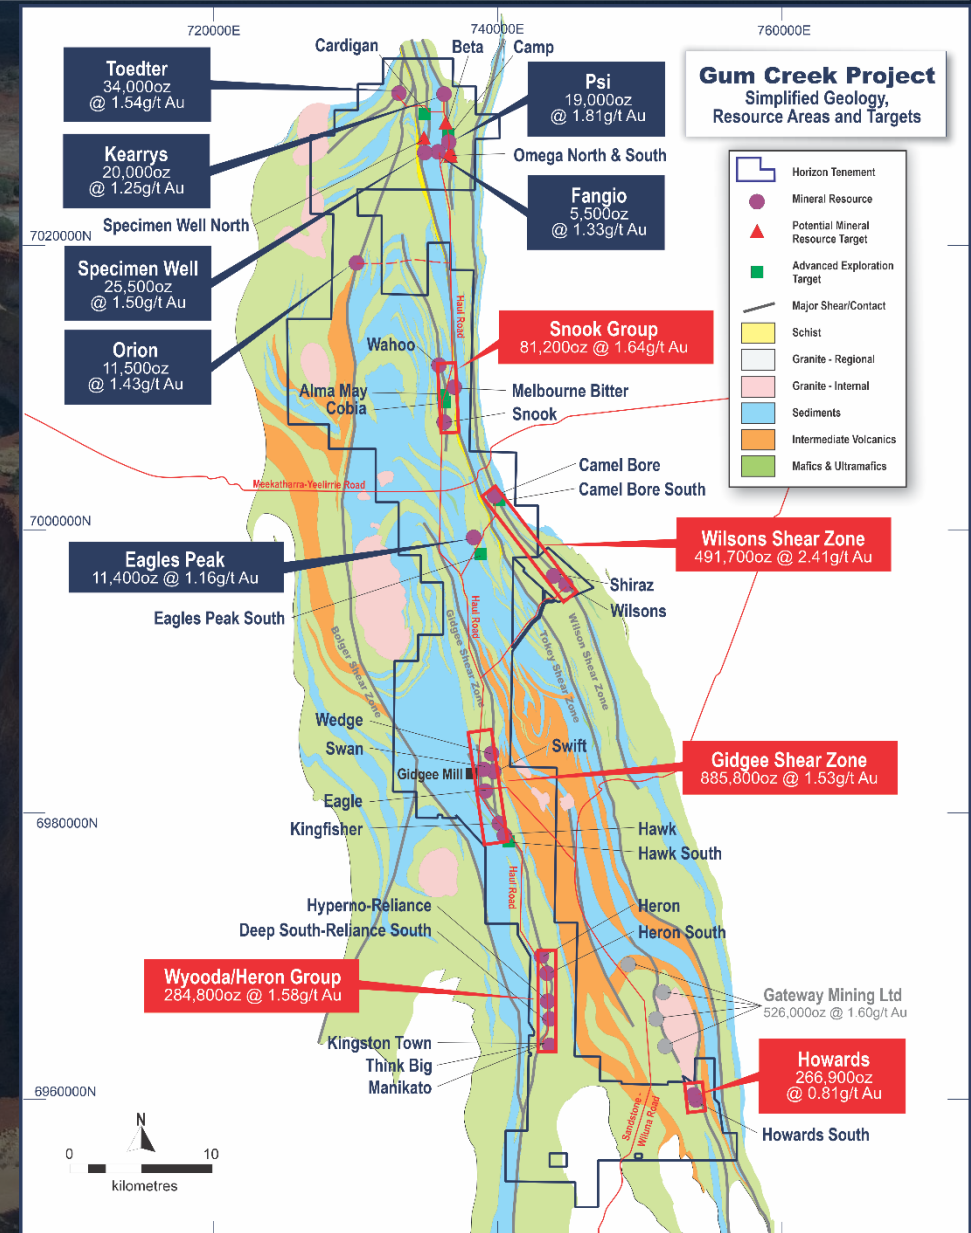 720000E
740000E
760000E
Cardigan
Beta
Camp
Gum Creek Project
Simplified Geology,
Resource Areas and Targets
Toedter
34,000oz
@ 1.54g/t Au
Psi
19,000oz
@ 1.81g/t Au
Kearrys
20,000oz
@ 1.25g/t Au
Omega North & South
Fangio
5,500oz
@ 1.33g/t Au
Specimen Well North
7020000N
Specimen Well
25,500oz
@ 1.50g/t Au
Orion
11,500oz
@ 1.43g/t Au
Horizon Tenement
Mineral Resource
Potential Mineral
Resource Target
Advanced Exploration
Target
Major Shear/Contact
Schist
Granite - Regional
Granite - Internal
Sediments
Intermediate Volcanics
Mafics & Ultramafics
Haul Road
Snook Group
81,200oz @ 1.64g/t Au
Wahoo
Alma May
Cobia
Melbourne Bitter
Snook
Camel Bore
Camel Bore South
Meekatharra-Yeelirrie Road
7000000N
Wilsons Shear Zone
491,700oz @ 2.41g/t Au
Eagles Peak
11,400oz @ 1.16g/t Au
Shiraz
Wilsons
Eagles Peak South
Haul Road
Gidgee Shear Zone
Bolger Shear Zone
Tokey Shear Zone
Wilson Shear Zone
Wedge
Swan
Swift
Gidgee Mill
Gidgee Shear Zone
885,800oz @ 1.53g/t Au
Eagle
6980000N
Kingfisher
Hawk
Hawk South
Haul Road
Hyperno-Reliance
Heron
Deep South-Reliance South
Heron South
Wyooda/Heron Group
284,800oz @ 1.58g/t Au
Gateway Mining Ltd
526,000oz @ 1.60g/t Au
Kingston Town
Think Big
Manikato
Howards
266,900oz
@ 0.81g/t Au
6960000N
Howards South
Sandstone -
Wiluna Road
N
0
10
kilometres